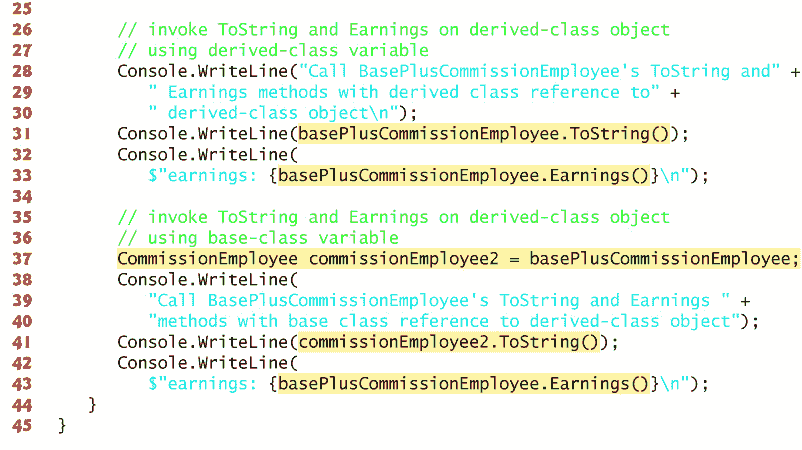 25
26 // invoke ToString and Earnings on derived-class object
27 // using derived-class variable
28 Console.WriteLine("Call BasePlusCommissionEmployee's ToString and" +
29 " Earnings methods with derived class reference to" +
30 " derived-class object\n");
31 Console.WriteLine(basePlusCommissionEmployee.ToString());
32 Console.WriteLine(
33 $"earnings: {basePlusCommissionEmployee.Earnings()}\n");
34
35 // invoke ToString and Earnings on derived-class object
36 // using base-class variable
37 CommissionEmployee commissionEmployee2 = basePlusCommissionEmployee;
38 Console.WriteLine(
39 "Call BasePlusCommissionEmployee's ToString and Earnings " +
40 "methods with base class reference to derived-class object");
41 Console.WriteLine(commissionEmployee2.ToString());
42 Console.WriteLine(
43 $"earnings: {basePlusCommissionEmployee.Earnings()}\n");
44 }
45 }